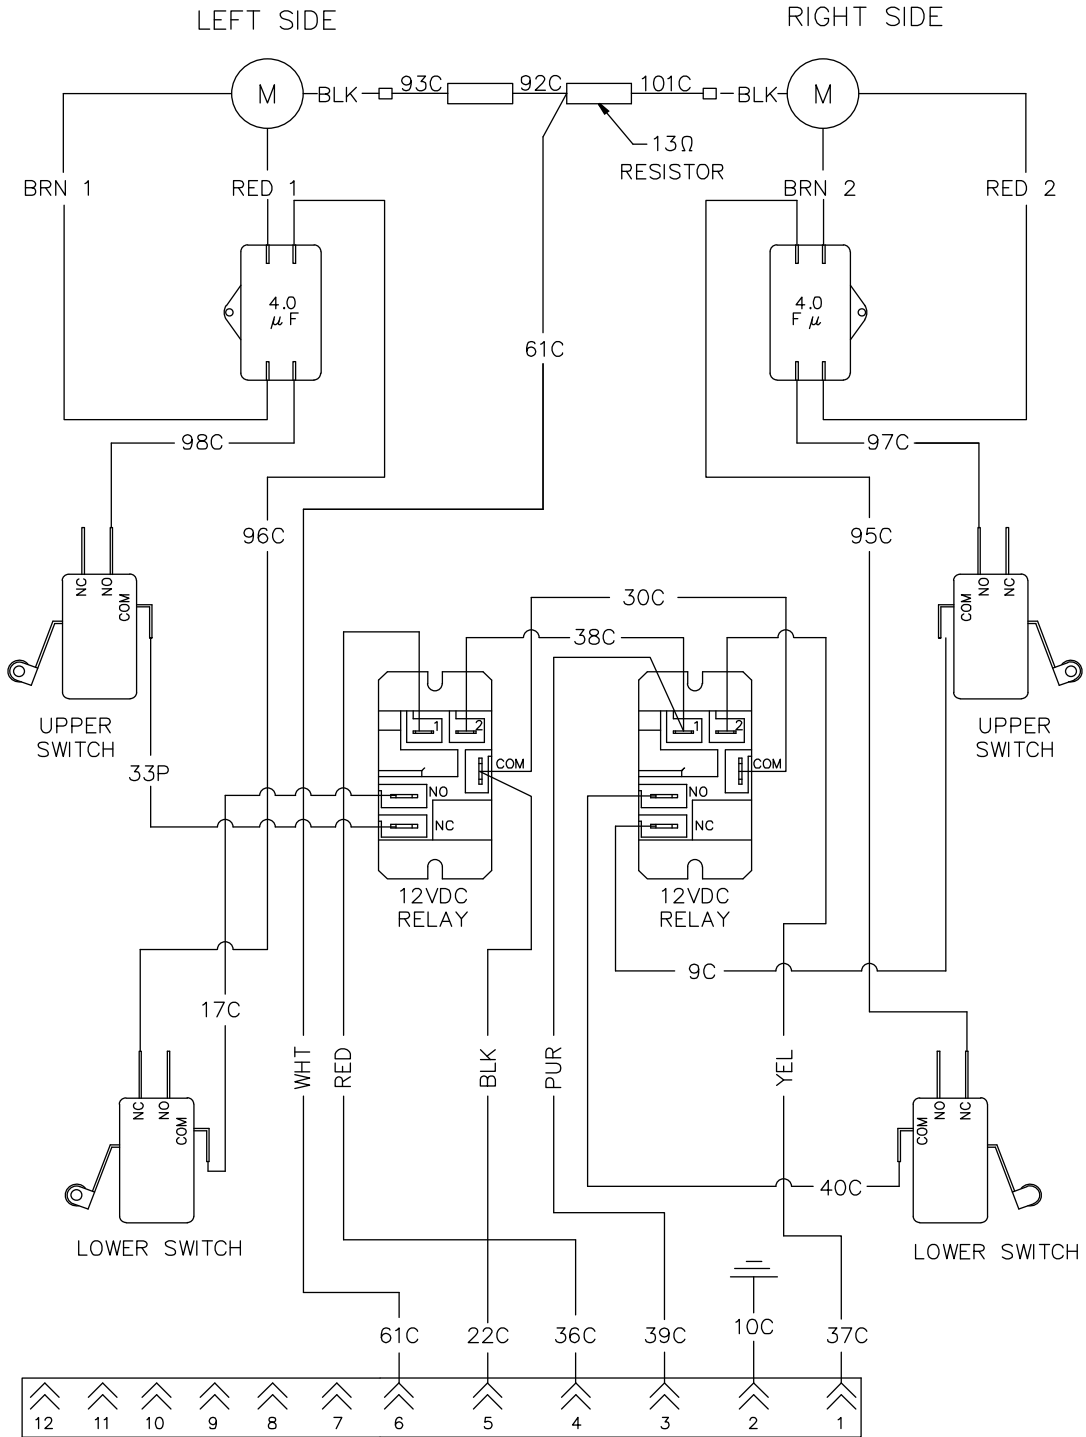 LEFT SIDE
RIGHT SIDE
M
BLK
93C
92C
101C
BLK
M
13Ω
RESISTOR
BRN 1
RED 1
BRN 2
RED 2
4.0
μ F
4.0
F μ
61C
98C
97C
96C
95C
NC
NO
COM
COM
NO
NC
30C
38C
UPPER
SWITCH
UPPER
SWITCH
1
2
COM
NO
NC
1
2
COM
NO
NC
33P
12VDC
RELAY
12VDC
RELAY
9C
17C
WHT
RED
BLK
PUR
YEL
NC
NO
COM
COM
NO
NC
40C
LOWER SWITCH
LOWER SWITCH
61C
22C
36C
39C
10C
37C
12
11
10
9
8
7
6
5
4
3
2
1